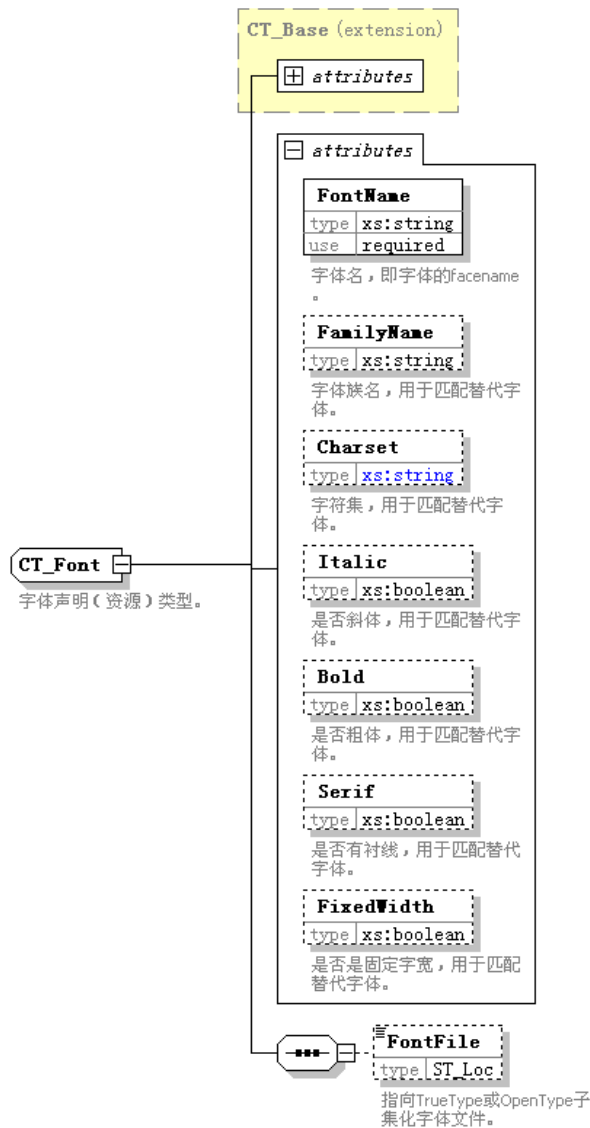 CT_Base (extension)
attributes
attributes
FontName
type xs:string
use required
字体名，即字体的facename
。
FamilyName
type xs:string
字体族名，用于匹配替代字
体。
Charset
type xs:string
字符集，用于匹配替代字
体。
CT_Font
字体声明（资源）类型。
Italic
type xs:boolean
是否斜体，用于匹配替代字
体。
Bold
type xs:boolean
是否粗体，用于匹配替代字
体。
Serif
type xs:boolean
是否有衬线，用于匹配替代
字体。
FixedWidth
type xs:boolean
是否是固定字宽，用于匹配
替代字体。
FontFile
type ST_Loc
指向TrueType或OpenType子
集化字体文件。